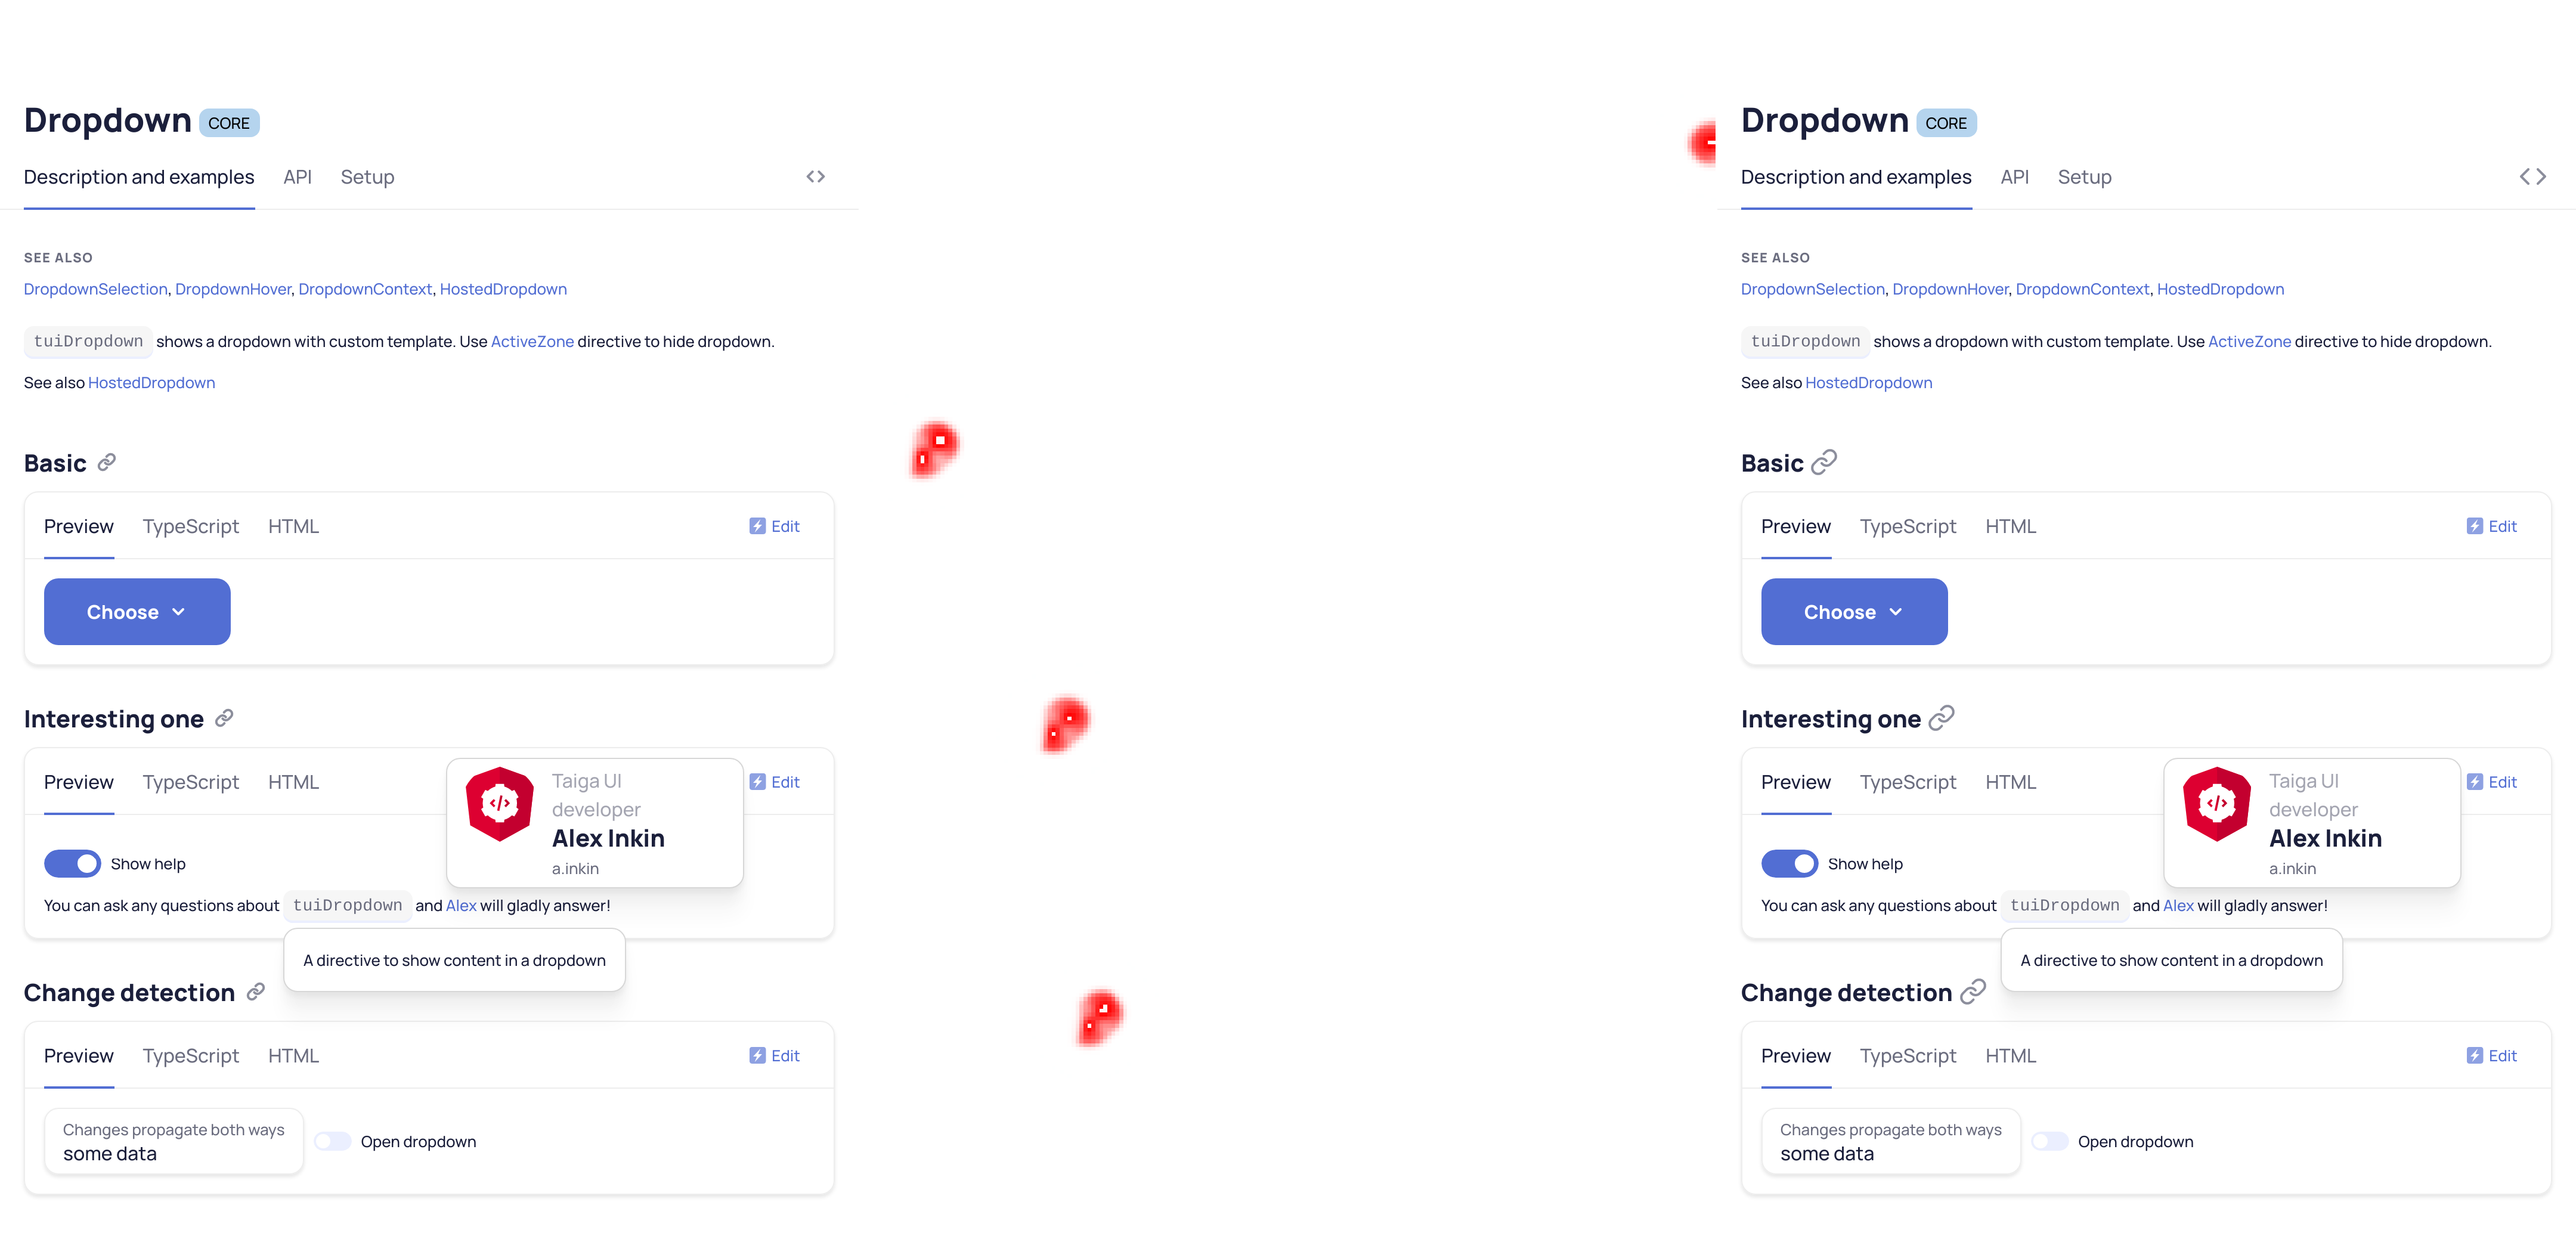 Dropdown CORE
Description and examples API Setup
SEE ALSO
DropdownSelection, DropdownHover, DropdownContext, HostedDropdown
tuiDropdown shows a dropdown with custom template. Use ActiveZone directive to hide dropdown.
See also HostedDropdown
Basic
Preview TypeScript HTML Edit
Choose
Interesting one
Preview TypeScript HTML Edit
Taiga UI
developer
Alex Inkin
a.inkin
Show help
You can ask any questions about tuiDropdown and Alex will gladly answer!
A directive to show content in a dropdown
Change detection
Preview TypeScript HTML Edit
Changes propagate both ways
some data
Open dropdown
Dropdown CORE
Description and examples API Setup
SEE ALSO
DropdownSelection, DropdownHover, DropdownContext, HostedDropdown
tuiDropdown shows a dropdown with custom template. Use ActiveZone directive to hide dropdown.
See also HostedDropdown
Basic
Preview TypeScript HTML Edit
Choose
Interesting one
Preview TypeScript HTML Edit
Taiga UI
developer
Alex Inkin
a.inkin
Show help
You can ask any questions about tuiDropdown and Alex will gladly answer!
A directive to show content in a dropdown
Change detection
Preview TypeScript HTML Edit
Changes propagate both ways
some data
Open dropdown